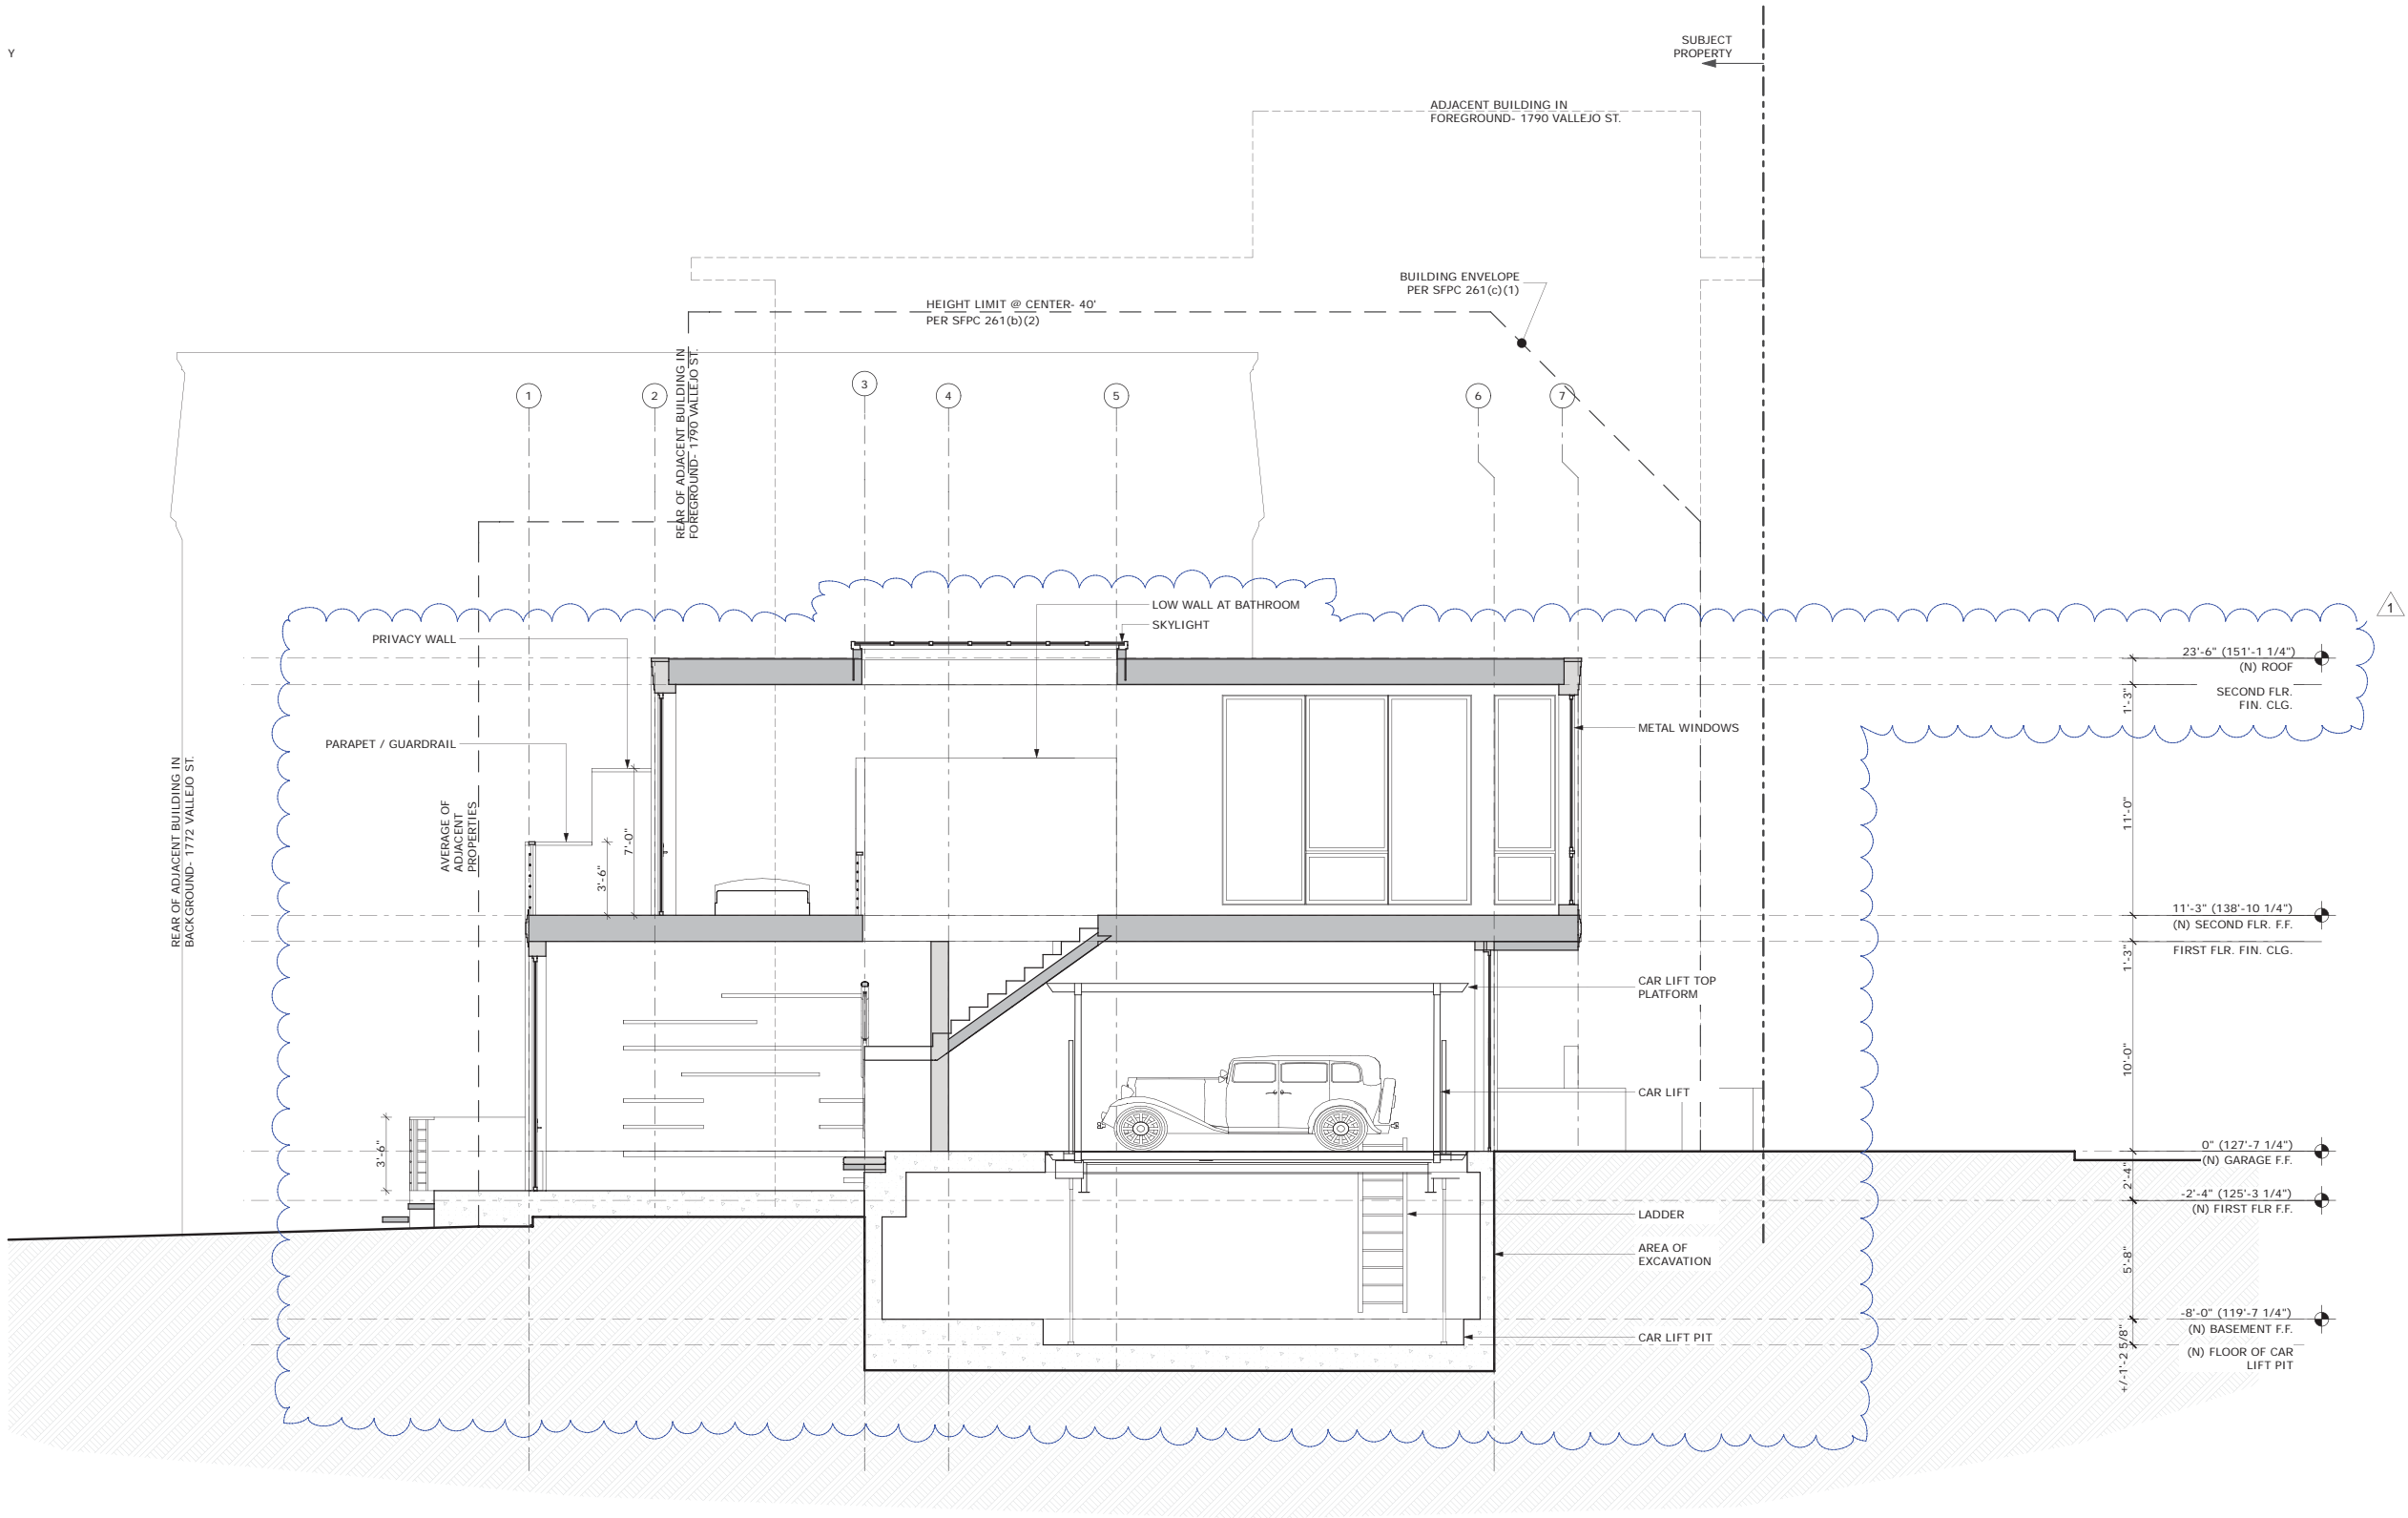 Y
SUBJECT
PROPERTY
ADJACENT BUILDING IN
FOREGROUND- 1790 VALLEJO ST.
BUILDING ENVELOPE
PER SFPC 261(c)(1)
HEIGHT LIMIT @ CENTER- 40'
PER SFPC 261(b)(2)
REAR OF ADJACENT BUILDING IN
FOREGROUND- 1790 VALLEJO ST.
1
2
3
4
5
6
7
LOW WALL AT BATHROOM
SKYLIGHT
1
PRIVACY WALL
PARAPET / GUARDRAIL
REAR OF ADJACENT BUILDING IN
BACKGROUND- 1772 VALLEJO ST.
AVERAGE OF
ADJACENT
PROPERTIES
3'-6"
7'-0"
METAL WINDOWS
23'-6" (151'-1 1/4")
(N) ROOF
SECOND FLR.
FIN. CLG.
1'-3"
11'-0"
11'-3" (138'-10 1/4")
(N) SECOND FLR. F.F.
FIRST FLR. FIN. CLG.
1'-3"
CAR LIFT TOP
PLATFORM
10'-0"
CAR LIFT
3'-6"
0" (127'-7 1/4")
(N) GARAGE F.F.
2'-4"
-2'-4" (125'-3 1/4")
(N) FIRST FLR F.F.
LADDER
AREA OF
EXCAVATION
5'-8"
-8'-0" (119'-7 1/4")
(N) BASEMENT F.F.
CAR LIFT PIT
+/-1'-2 5/8"
(N) FLOOR OF CAR
LIFT PIT